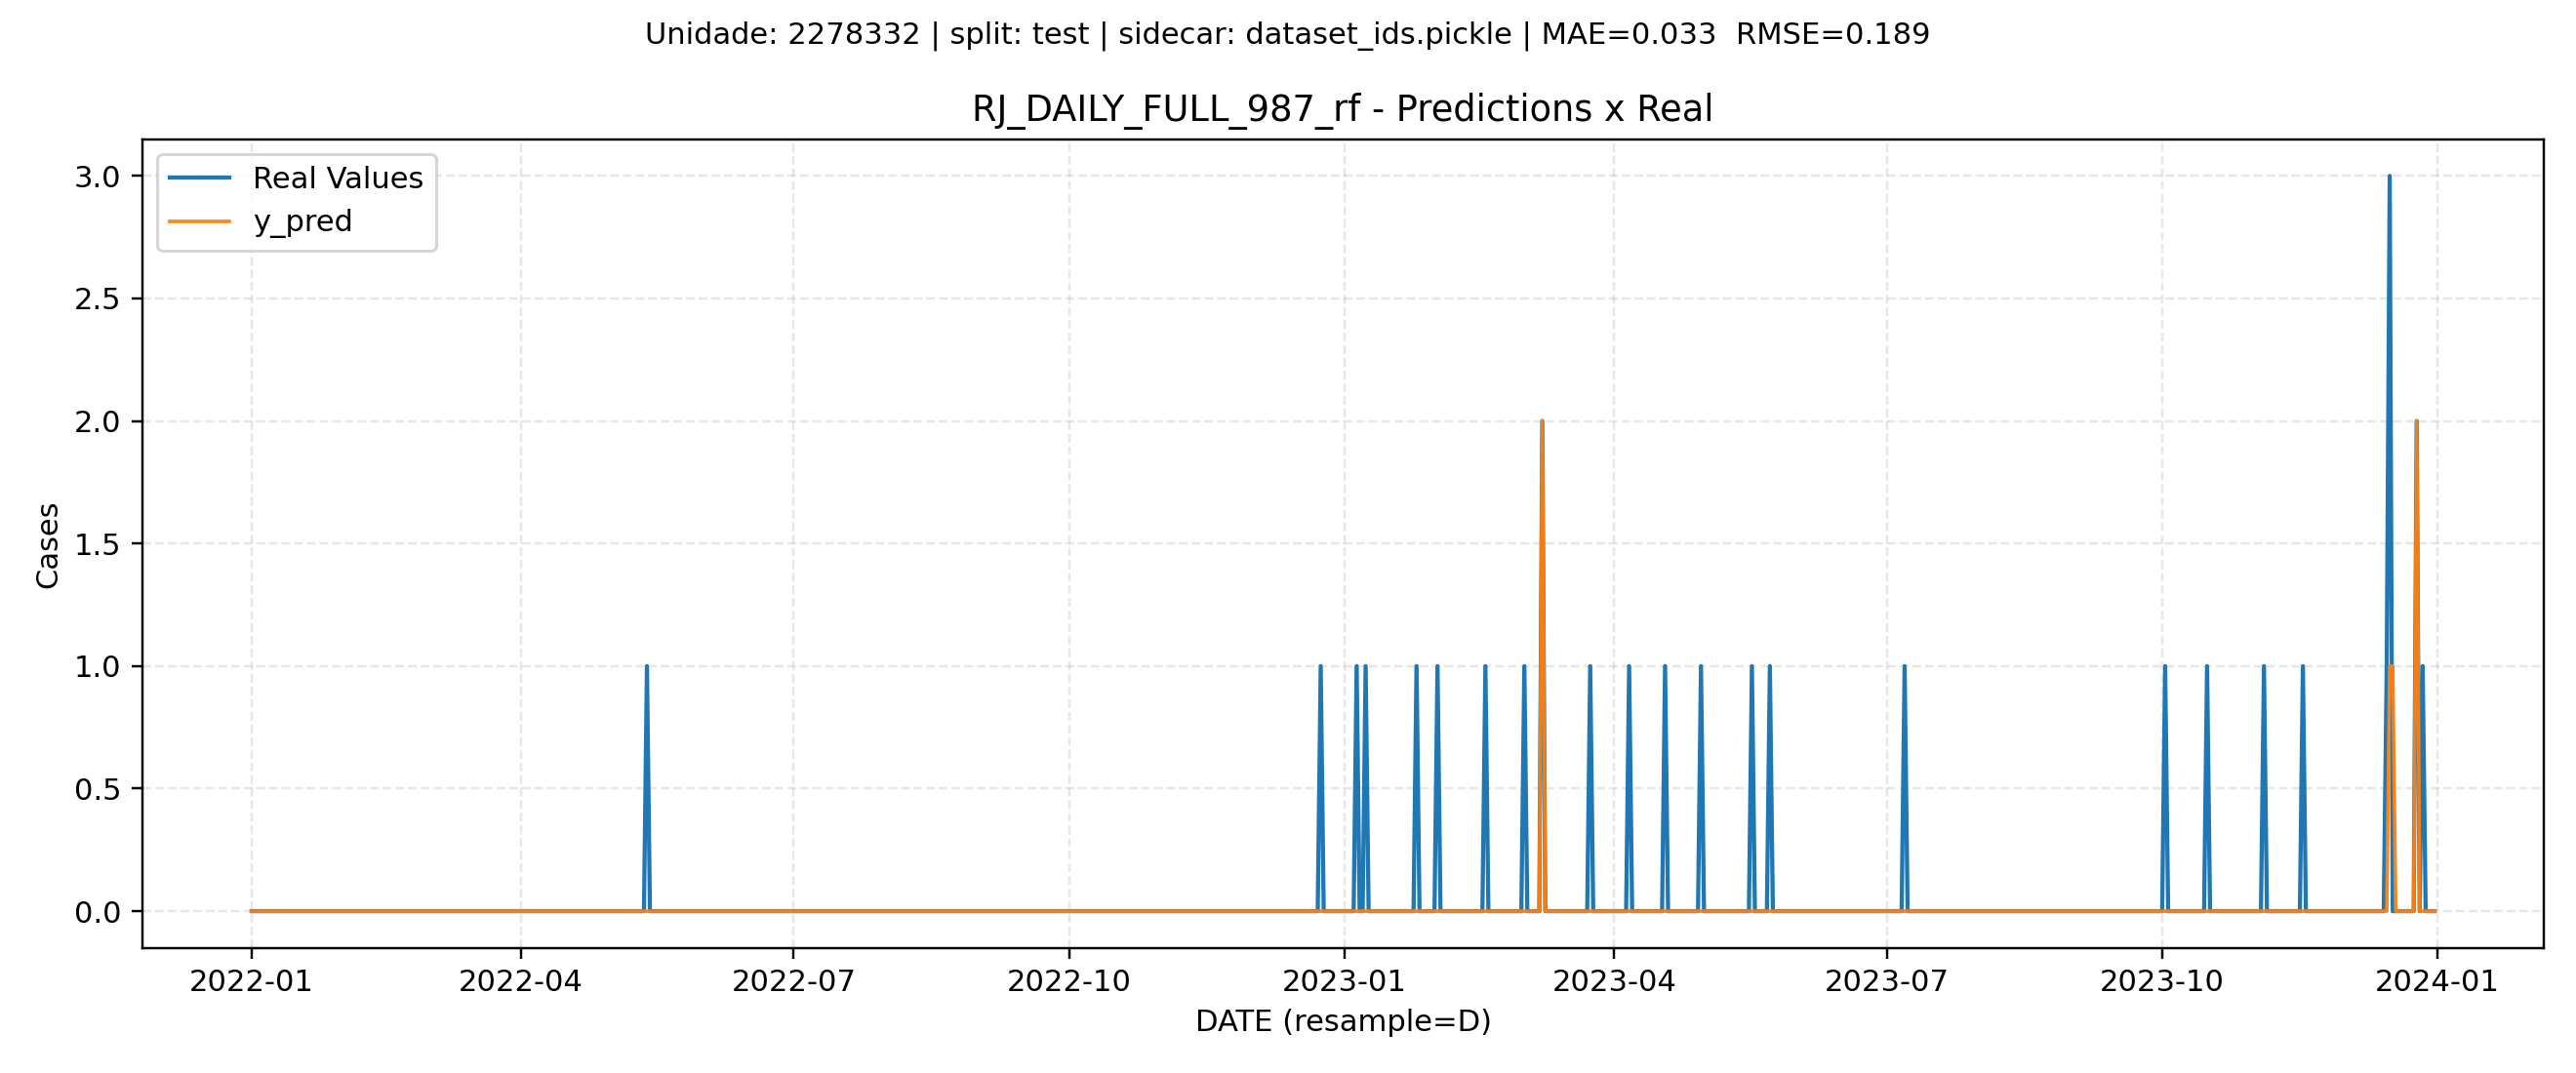 Unidade: 2278332 | split: test | sidecar: dataset_ids.pickle | MAE=0.033  RMSE=0.189
RJ_DAILY_FULL_987_rf - Predictions x Real
Real Values
y_pred
3.0
2.5
2.0
1.5
1.0
0.5
0.0
Cases
2022-01 2022-04 2022-07 2022-10 2023-01 2023-04 2023-07 2023-10 2024-01
DATE (resample=D)